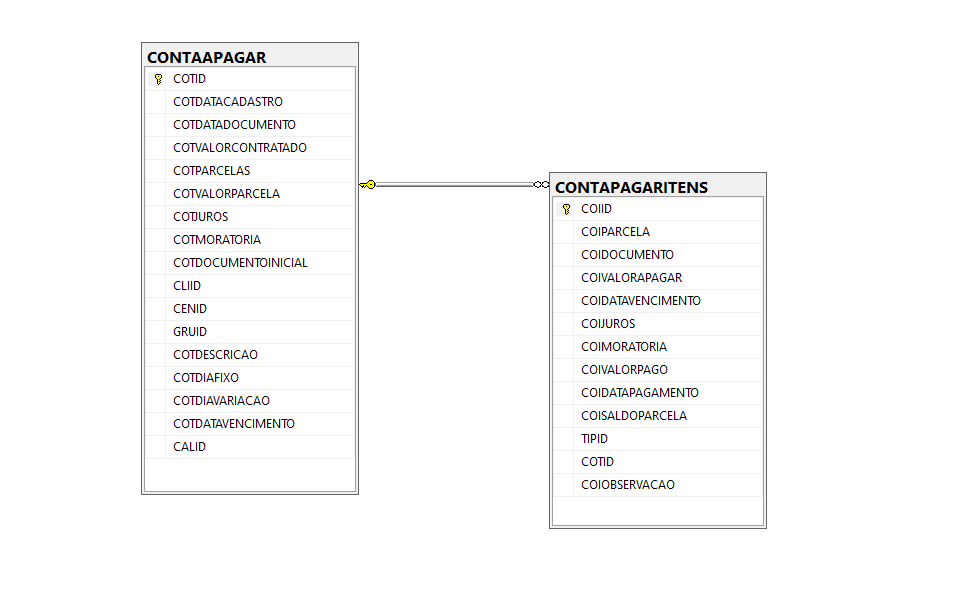 CONTAAPAGAR
COTID
COTDATACADASTRO
COTDATADOCUMENTO
COTVALORCONTRATADO
COTPARCELAS
COTVALORPARCELA
COTJUROS
COTMORATORIA
COTDOCUMENTOINICIAL
CLIID
CENID
GRUID
COTDESCRICAO
COTDIAFIXO
COTDIAVARIACAO
COTDATAVENCIMENTO
CALID
CONTAPAGARITENS
COIID
COIPARCELA
COIDOCUMENTO
COIVALORAPAGAR
COIDATAVENCIMENTO
COIJUROS
COIMORATORIA
COIVALORPAGO
COIDATAPAGAMENTO
COISALDOPARCELA
TIPID
COTID
COIOBSERVACAO